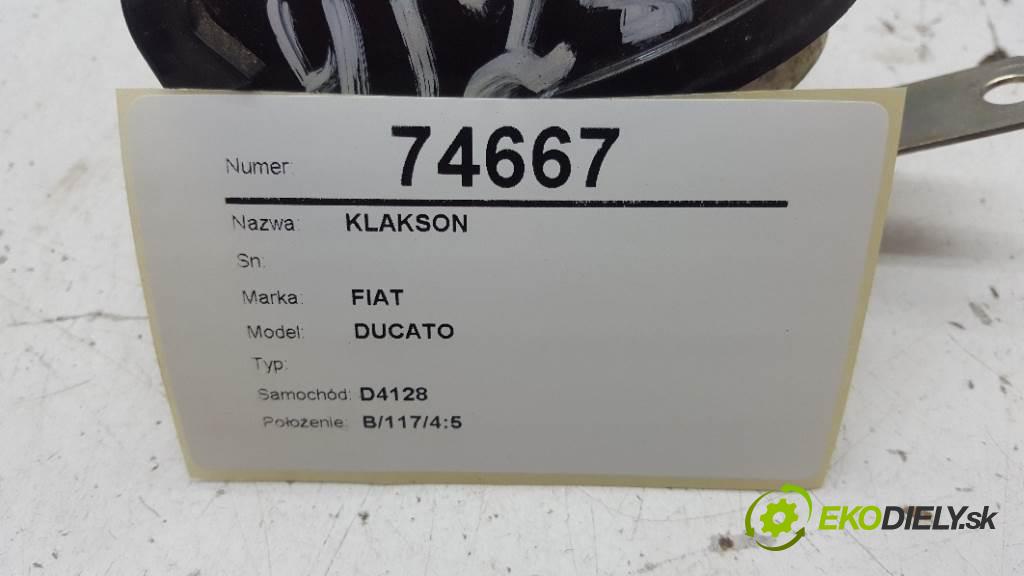 Numer: 74667
Nazwa: KLAKSON
Sn:
Marka: FIAT
Model: DUCATO
Typ:
Samochód: D4128
Położenie: B/117/4:5
EKODIELY.sk